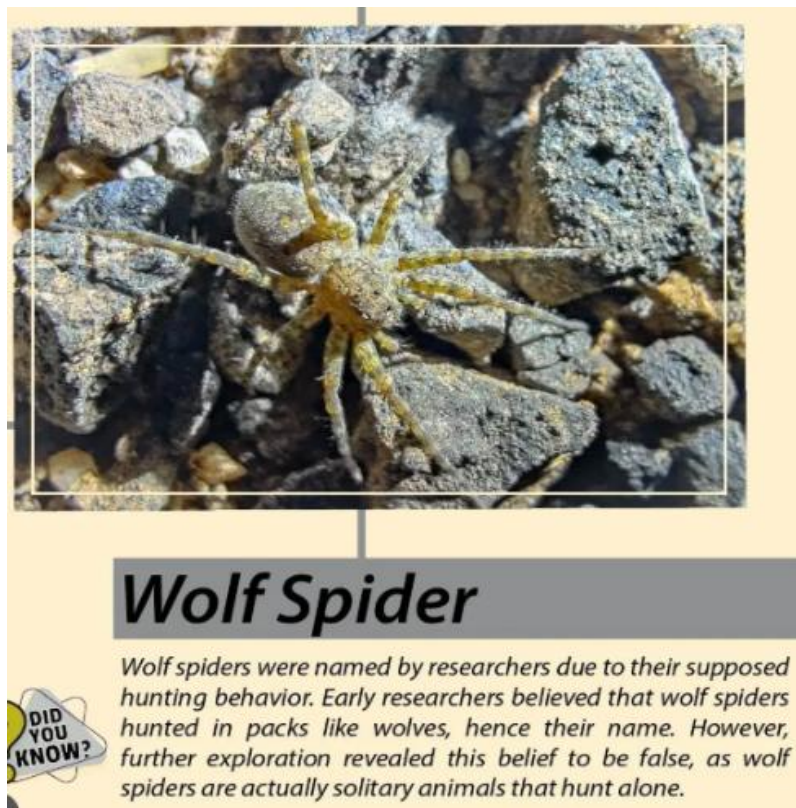 Wolf Spider
Wolf spiders were named by researchers due to their supposed
hunting behavior. Early researchers believed that wolf spiders
hunted in packs like wolves, hence their name. However,
further exploration revealed this belief to be false, as wolf
spiders are actually solitary animals that hunt alone.
DID
YOU
KNOW?